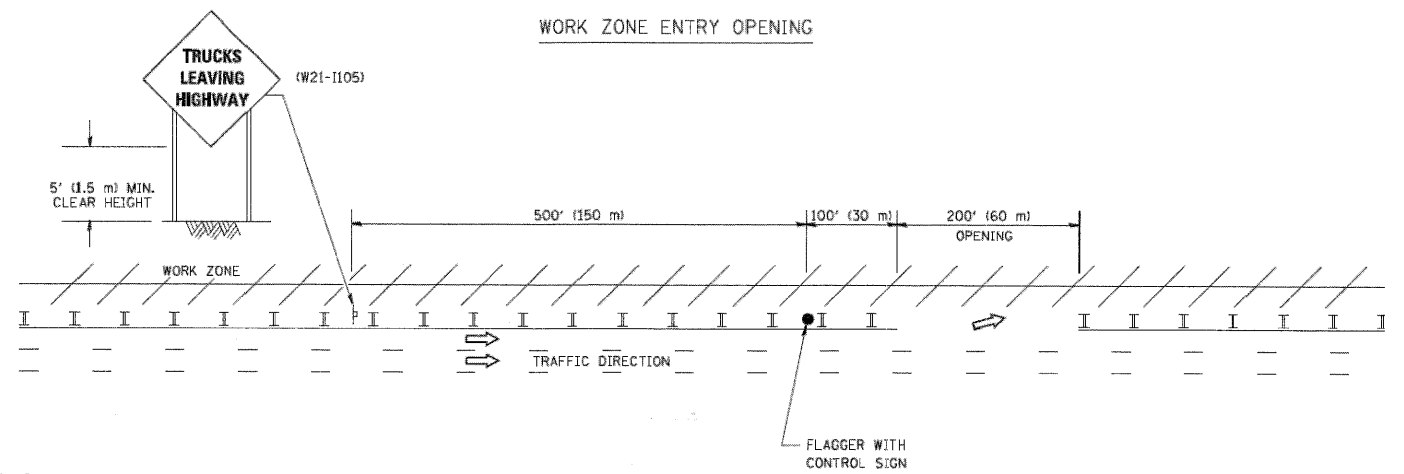 WORK ZONE ENTRY OPENING
TRUCKS
LEAVING
HIGHWAY
(W21-I105)
5' (1.5 m) MIN.
CLEAR HEIGHT
500' (150 m)
100' (30 m)
200' (60 m)
OPENING
WORK ZONE
TRAFFIC DIRECTION
FLAGGER WITH
CONTROL SIGN